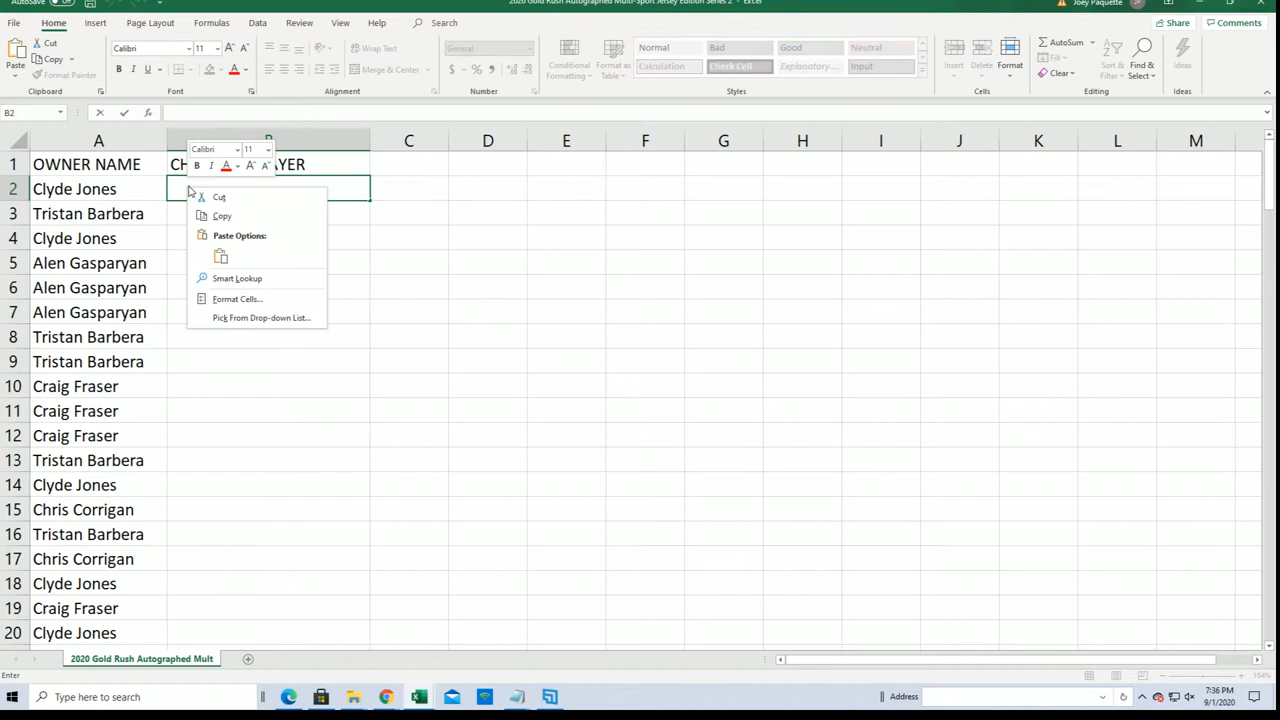 AutoSave
2020 Gold Rush Autographed Multi-Sport Jersey Edition Series 2 - Excel
Joey Paquette
JP
File Home Insert Page Layout Formulas Data Review View Help Search
Share Comments
Paste
Cut
Copy
Format Painter
Calibri 11
B I U
Wrap Text
Merge & Center
General
$ % ,
Conditional Formatting
Format as Table
Normal Bad Good Neutral
Calculation Check Cell Explanatory ... Input
Insert Delete Format
AutoSum
Fill
Clear
Sort & Filter
Find & Select
Ideas
Clipboard Font Alignment Number Styles Cells Editing Ideas
B2
fx
A B C D E F G H I J K L M
1 OWNER NAME CH AYER
2 Clyde Jones
3 Tristan Barbera
4 Clyde Jones
5 Alen Gasparyan
6 Alen Gasparyan
7 Alen Gasparyan
8 Tristan Barbera
9 Tristan Barbera
10 Craig Fraser
11 Craig Fraser
12 Craig Fraser
13 Tristan Barbera
14 Clyde Jones
15 Chris Corrigan
16 Tristan Barbera
17 Chris Corrigan
18 Clyde Jones
19 Craig Fraser
20 Clyde Jones
Calibri 11
B I A A A
Cut
Copy
Paste Options:
Smart Lookup
Format Cells...
Pick From Drop-down List...
2020 Gold Rush Autographed Mult
Enter
184%
Type here to search
Address
7:36 PM
9/1/2020